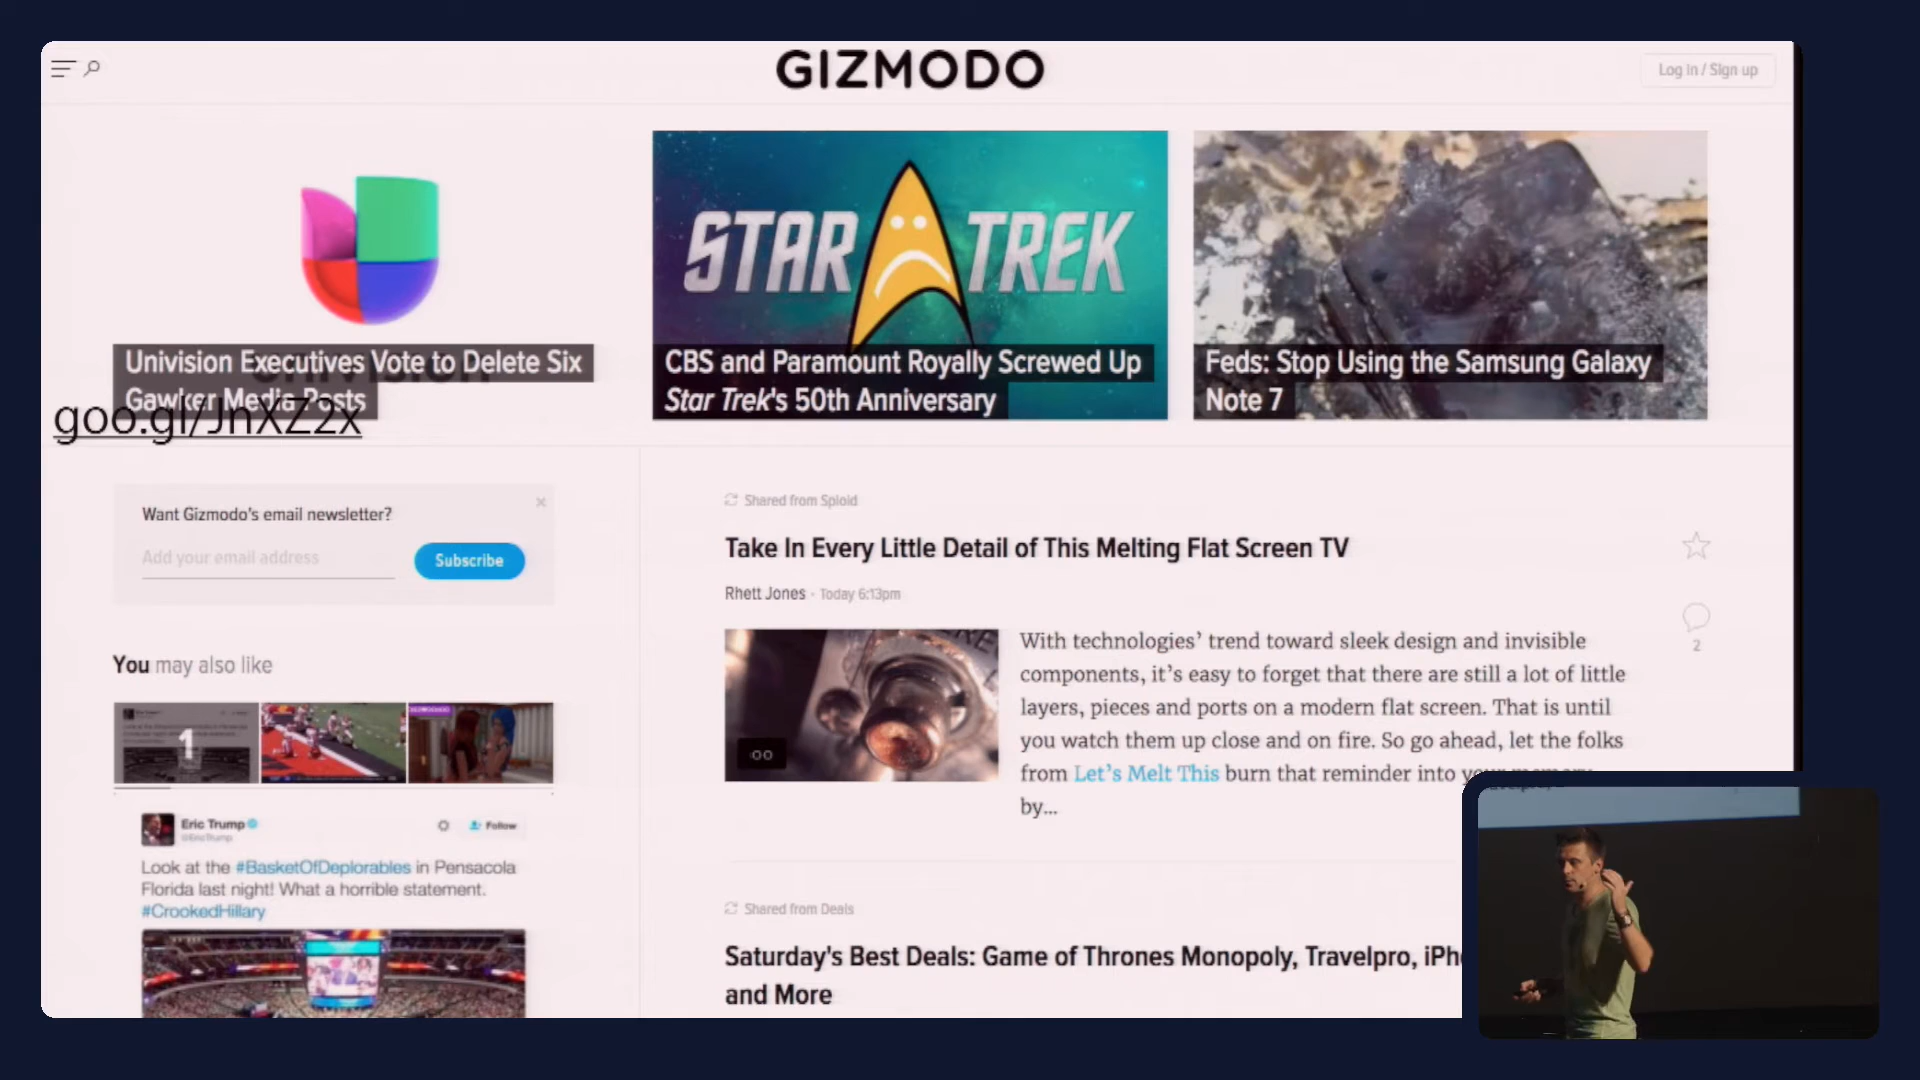 GIZMODO
Log in / Sign up
STAR TREK
Univision Executives Vote to Delete Six
Gawker Media Posts
CBS and Paramount Royally Screwed Up
Star Trek's 50th Anniversary
Feds: Stop Using the Samsung Galaxy
Note 7
goo.gl/JnXZ2x
Want Gizmodo's email newsletter?
Add your email address
Subscribe
You may also like
1
Eric Trump
@EricTrump
Follow
Look at the #BasketOfDeplorables in Pensacola
Florida last night! What a horrible statement.
#CrookedHillary
Shared from Sploid
Take In Every Little Detail of This Melting Flat Screen TV
Rhett Jones - Today 6:13pm
2
With technologies’ trend toward sleek design and invisible
components, it’s easy to forget that there are still a lot of little
layers, pieces and ports on a modern flat screen. That is until
you watch them up close and on fire. So go ahead, let the folks
from Let’s Melt This burn that reminder into your memory
by...
Shared from Deals
Saturday's Best Deals: Game of Thrones Monopoly, Travelpro,
and More